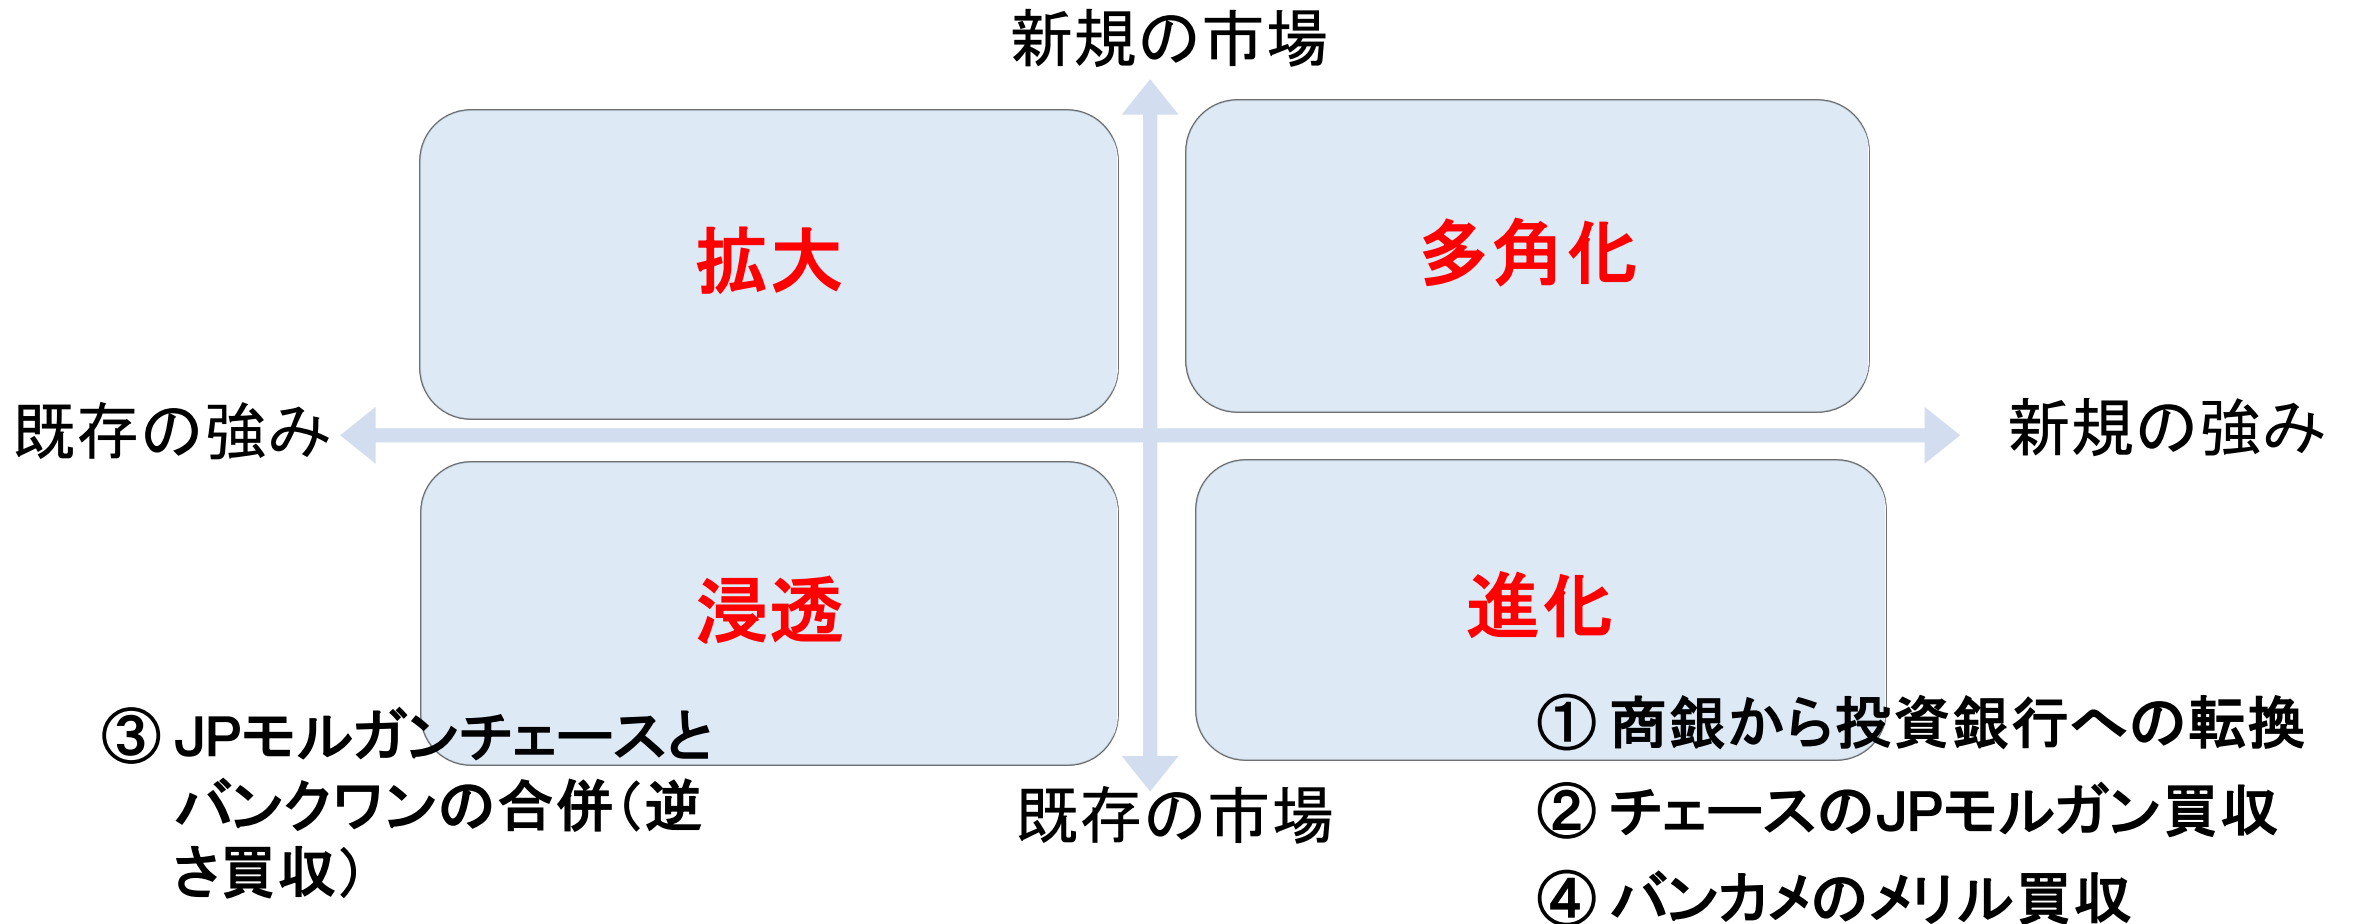 新規の市場
拡大
多角化
既存の強み
新規の強み
浸透
進化
③ JPモルガンチェースと
バンクワンの合併（逆
さ買収）
既存の市場
① 商銀から投資銀行への転換
② チェースのJPモルガン買収
④ バンカメのメリル買収